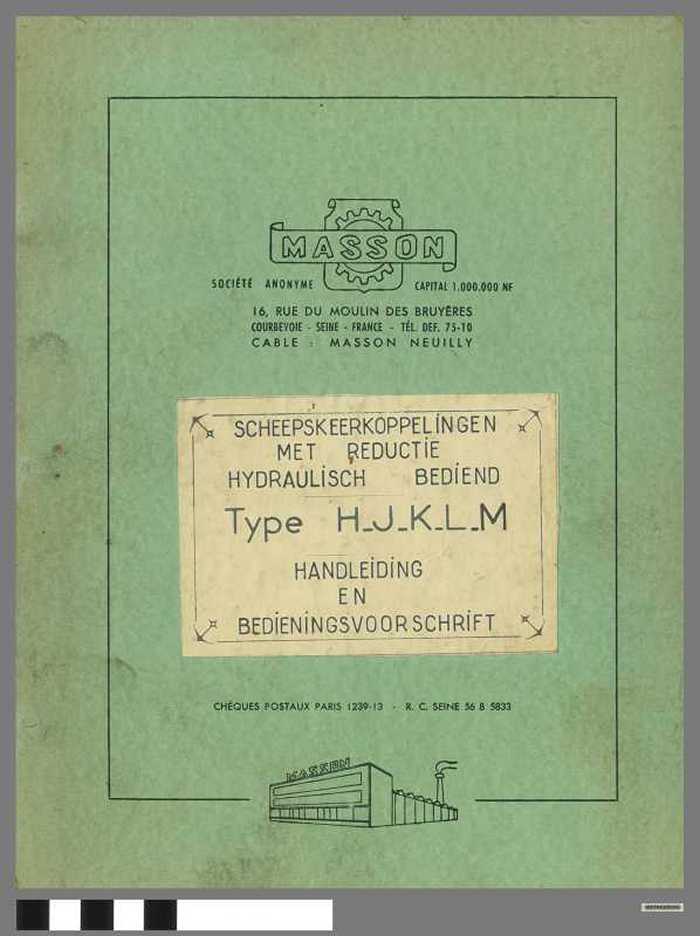 MASSON
SOCIÉTÉ ANONYME CAPITAL 1.000.000 NF
16, RUE DU MOULIN DES BRUYÈRES
COURBEVOIE - SEINE - FRANCE - TÉL. DEF. 75-10
CABLE : MASSON NEUILLY
SCHEEPSKEERKOPPELINGEN
MET REDUCTIE
HYDRAULISCH BEDIEND
Type H-J-K-L-M
HANDLEIDING
EN
BEDIENINGSVOORSCHRIFT
CHÈQUES POSTAUX PARIS 1239-13 - R. C. SEINE 56 B 5833
MASSON